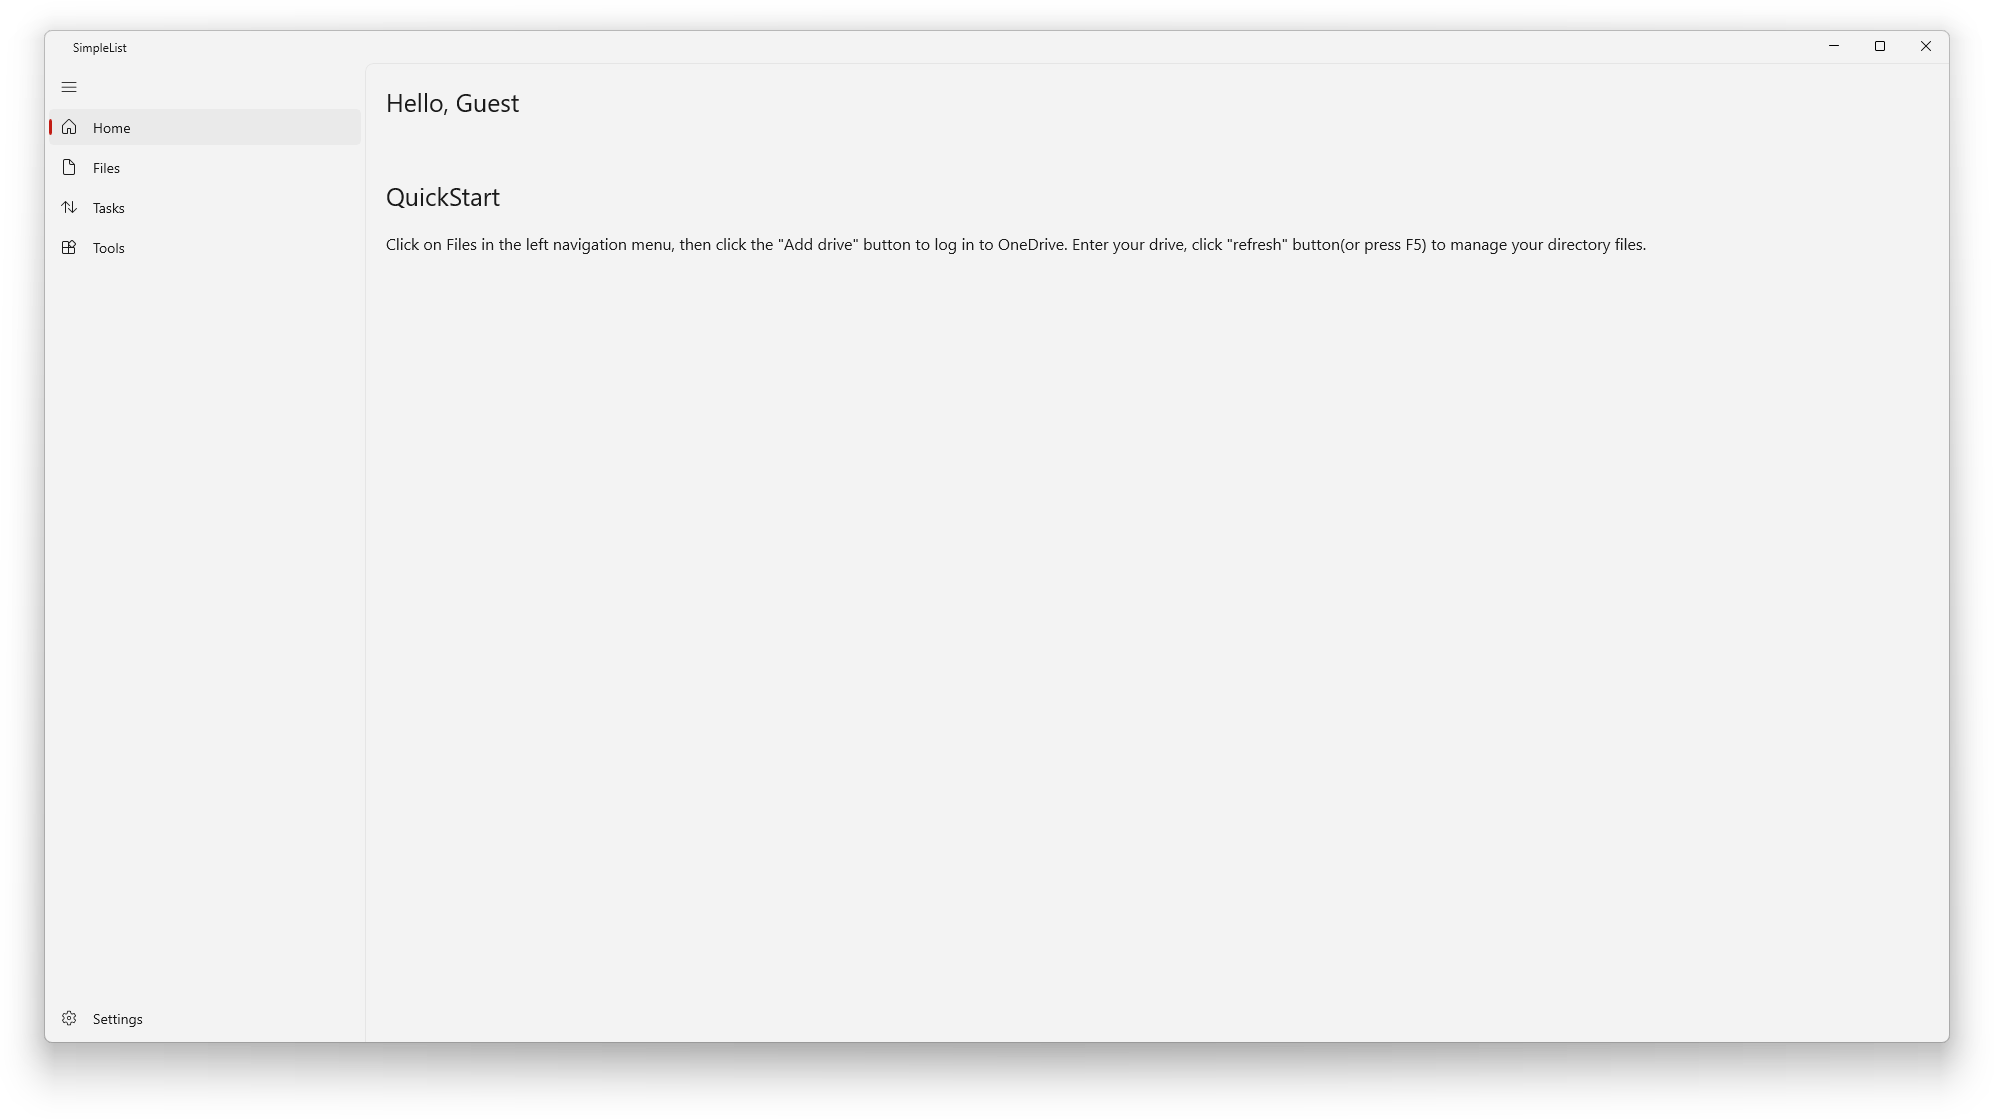 SimpleList
Home
Files
Tasks
Tools
Settings
Hello, Guest
QuickStart
Click on Files in the left navigation menu, then click the "Add drive" button to log in to OneDrive. Enter your drive, click "refresh" button(or press F5) to manage your directory files.